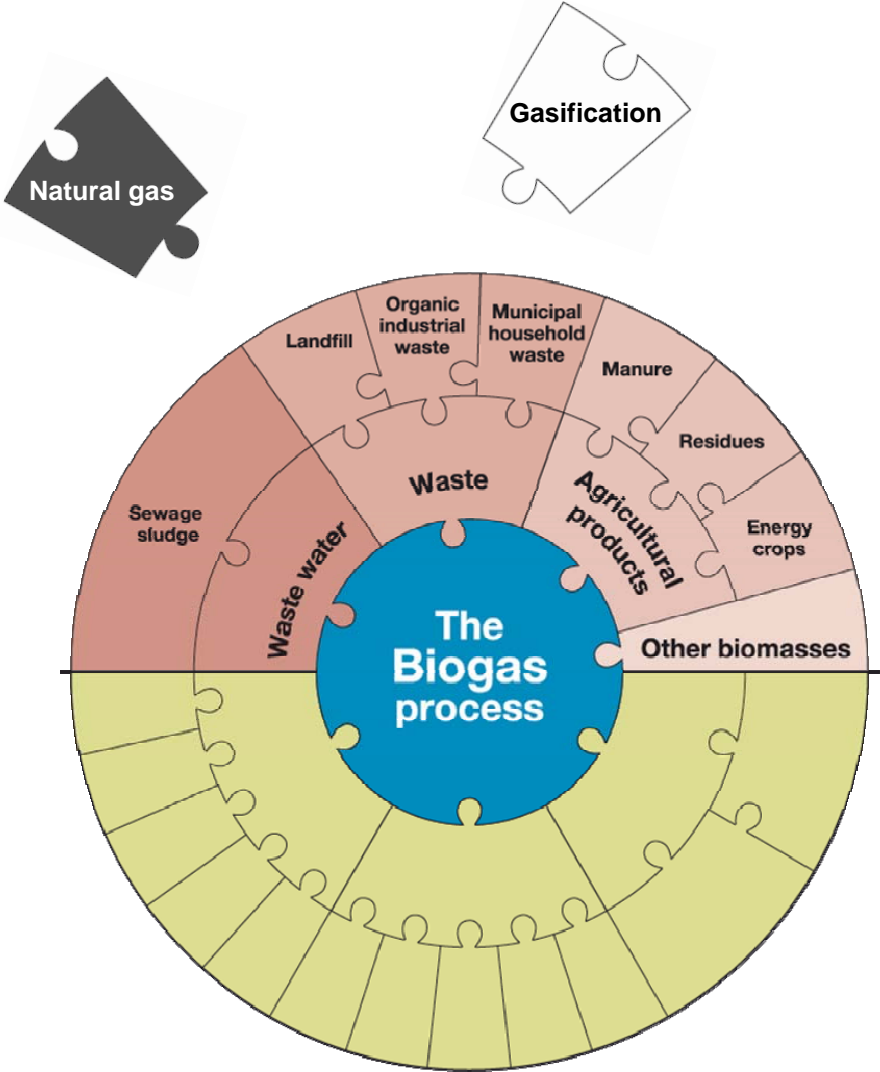 Gasification
Natural gas
Organic
industrial
waste
Municipal
household
waste
Landfill
Manure
Residues
Waste
Agricultural
products
Sewage
sludge
Waste water
Energy
crops
The
Biogas
process
Other biomasses